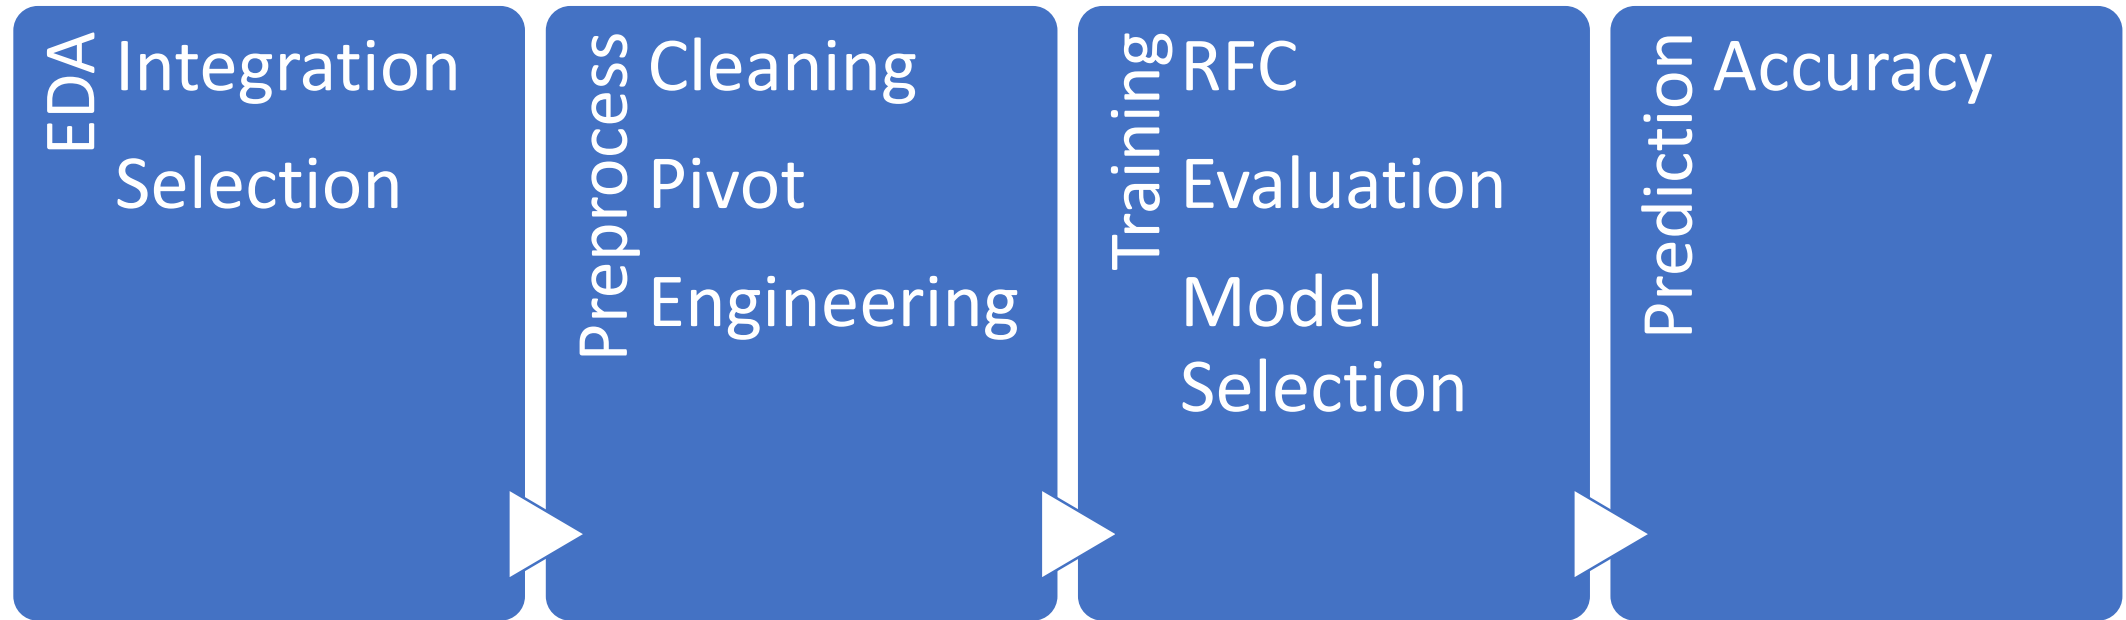 EDA
Integration
Selection
Preprocess
Cleaning
Pivot
Engineering
Training
RFC
Evaluation
Model
Selection
Prediction
Accuracy